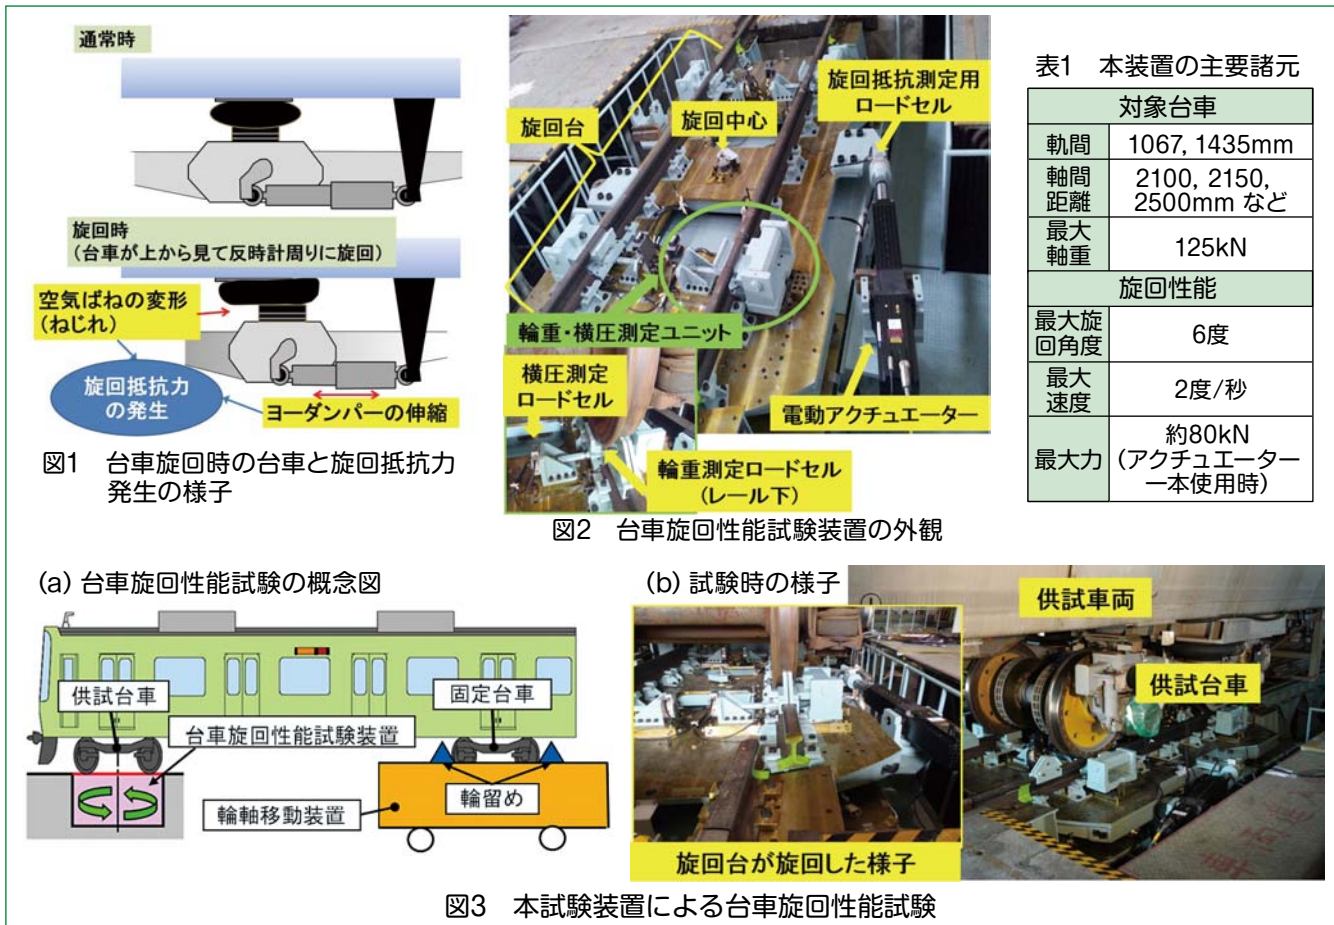 通常時
旋回時
(台車が上から見て反時計周りに旋回)
空気ばねの変形
(ねじれ)
旋回抵抗力
の発生
ヨーダンパーの伸縮
図1 台車旋回時の台車と旋回抵抗力
発生の様子
旋回台
旋回中心
旋回抵抗測定用
ロードセル
輪重・横圧測定ユニット
横圧測定
ロードセル
電動アクチュエーター
輪重測定ロードセル
(レール下)
図2 台車旋回性能試験装置の外観
表1 本装置の主要諸元
対象台車
軌間 1067, 1435mm
軸間
距離
2100, 2150,
2500mm など
最大
軸重
125kN
旋回性能
最大旋
回角度
6度
最大
速度
2度/秒
最大力
約80kN
(アクチュエーター
一本使用時)
(a) 台車旋回性能試験の概念図
供試台車
固定台車
台車旋回性能試験装置
輪留め
輪軸移動装置
(b) 試験時の様子
供試車両
供試台車
旋回台が旋回した様子
図3 本試験装置による台車旋回性能試験